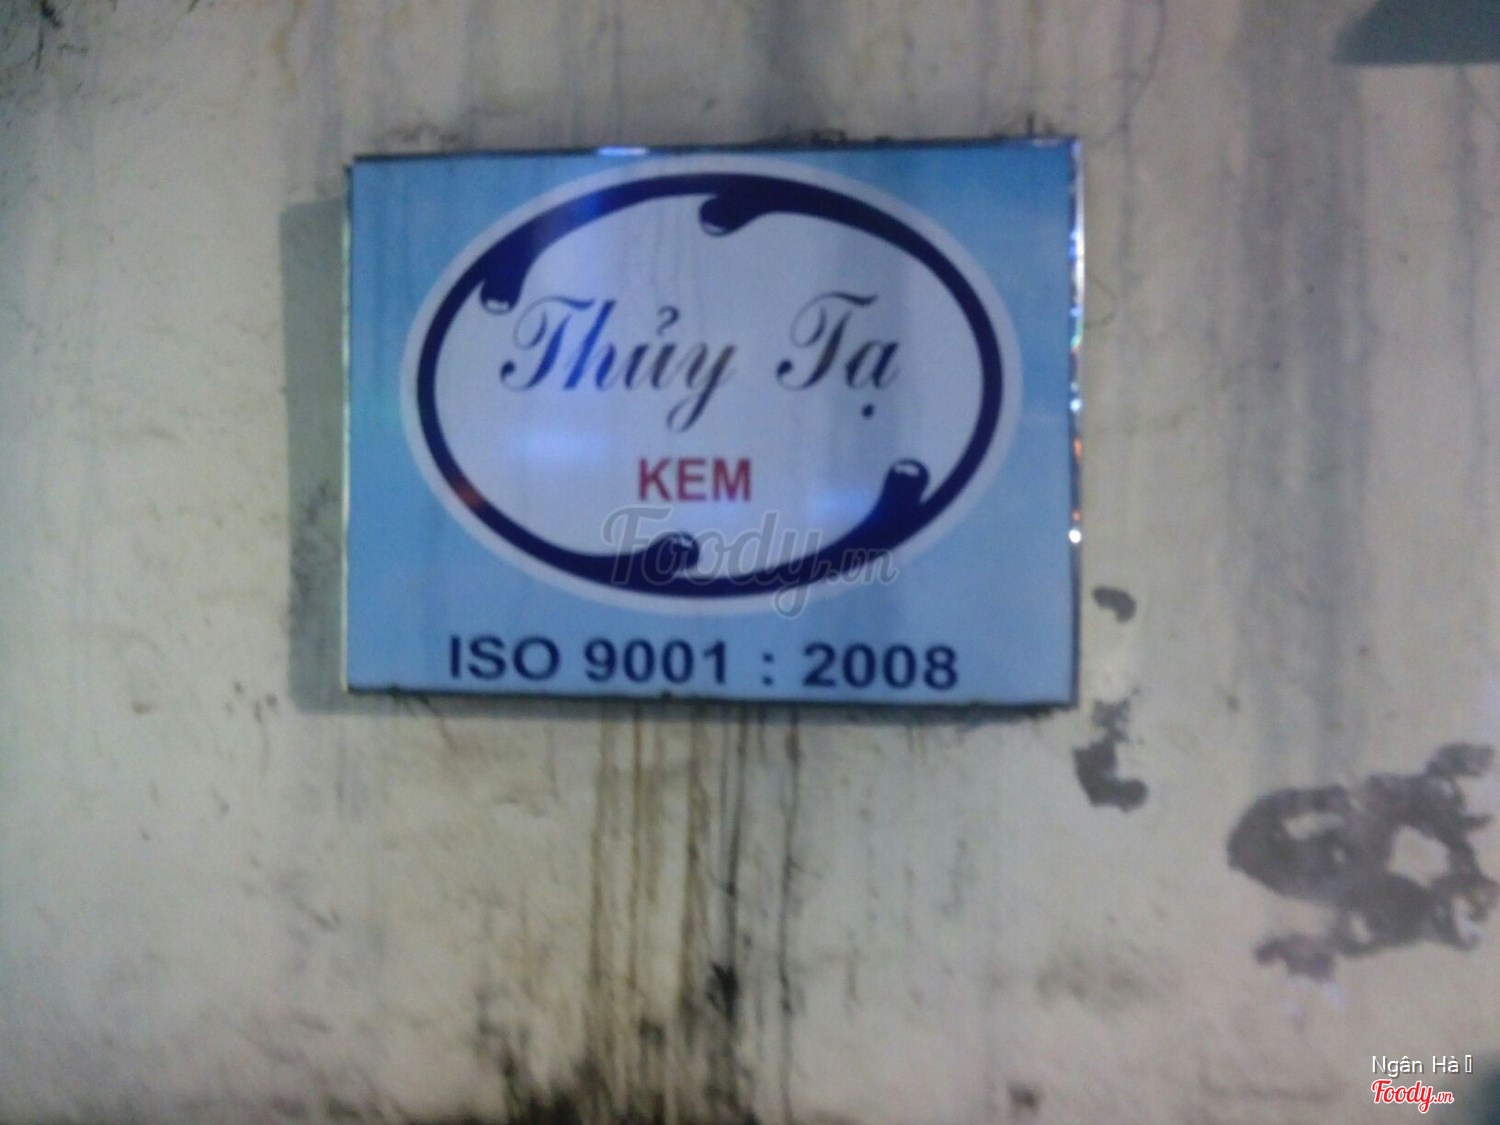 Thủy Tạ
KEM
Foody.vn
ISO 9001 : 2008
Ngân Hà
Foody.vn